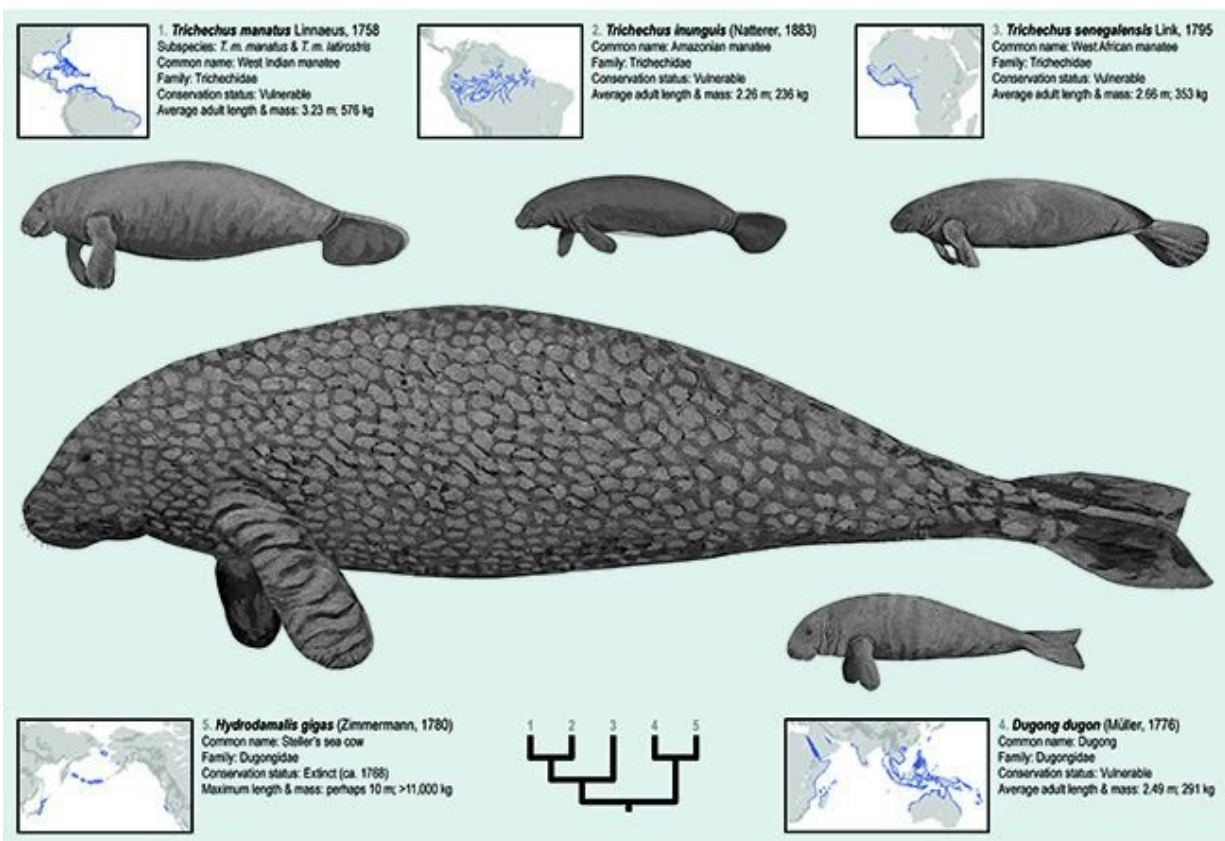 1. Trichechus manatus Linnaeus, 1758
Subspecies: T. m. manatus & T. m. latirostris
Common name: West Indian manatee
Family: Trichechidae
Conservation status: Vulnerable
Average adult length & mass: 3.23 m; 576 kg
2. Trichechus inunguis (Natterer, 1883)
Common name: Amazonian manatee
Family: Trichechidae
Conservation status: Vulnerable
Average adult length & mass: 2.26 m; 236 kg
3. Trichechus senegalensis Link, 1795
Common name: West African manatee
Family: Trichechidae
Conservation status: Vulnerable
Average adult length & mass: 2.66 m; 353 kg
5. Hydrodamalis gigas (Zimmermann, 1780)
Common name: Steller's sea cow
Family: Dugongidae
Conservation status: Extinct (ca. 1768)
Maximum length & mass: perhaps 10 m; >11,000 kg
1 2 3 4 5
4. Dugong dugon (Müller, 1776)
Common name: Dugong
Family: Dugongidae
Conservation status: Vulnerable
Average adult length & mass: 2.49 m; 291 kg